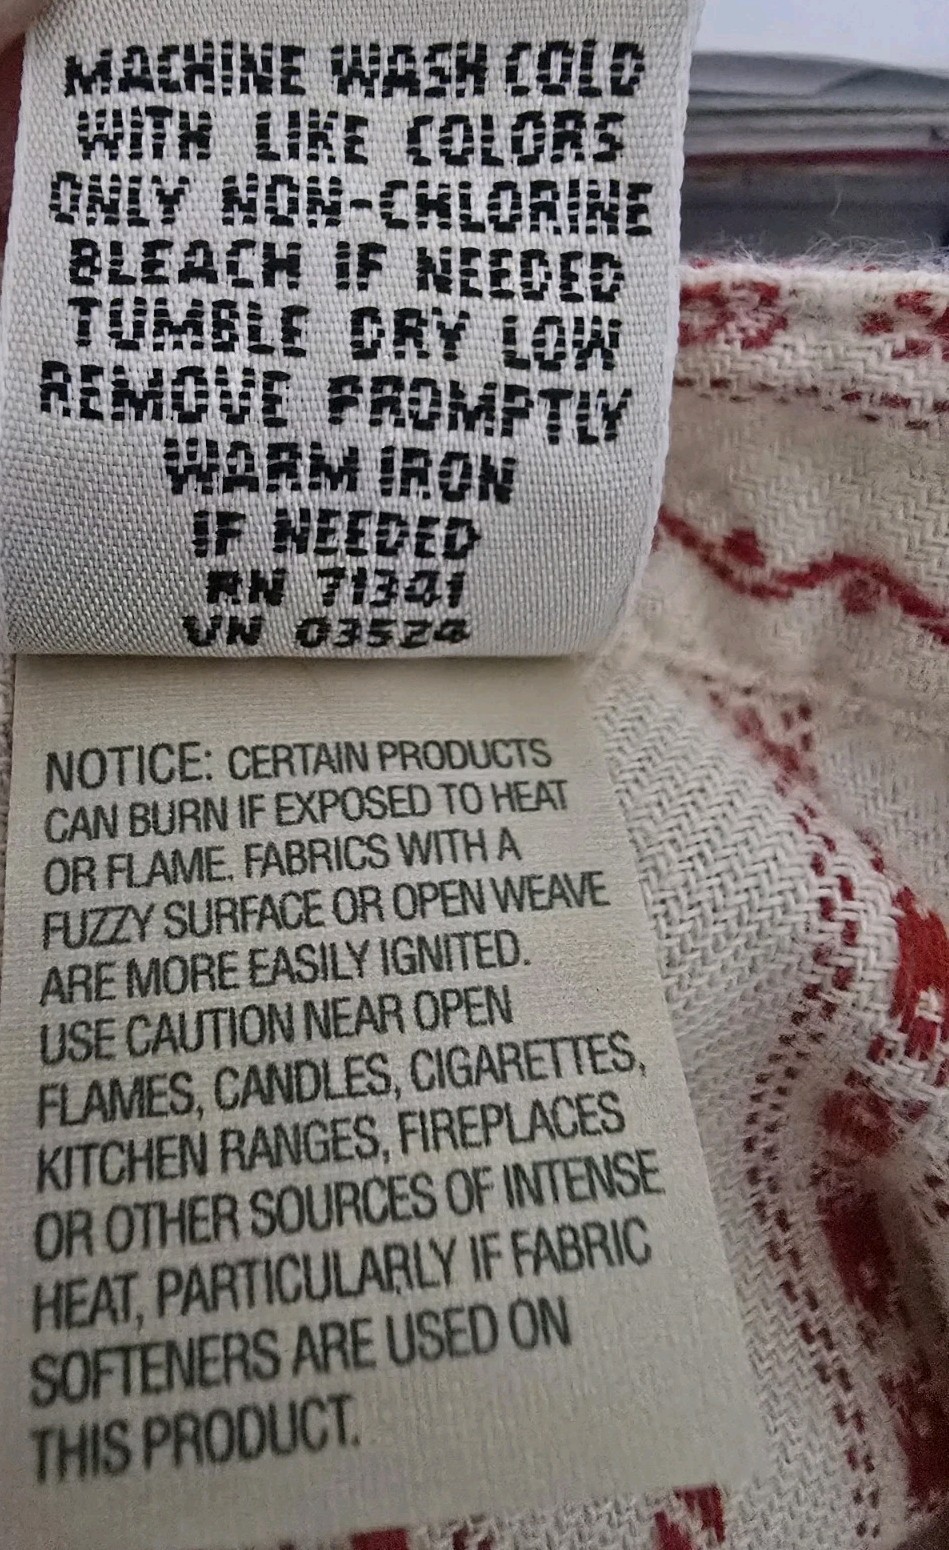 MACHINE WASH COLD
WITH LIKE COLORS
ONLY NON-CHLORINE
BLEACH IF NEEDED
TUMBLE DRY LOW
REMOVE PROMPTLY
WARM IRON
IF NEEDED
RN 71341
VN 03524
NOTICE: CERTAIN PRODUCTS
CAN BURN IF EXPOSED TO HEAT
OR FLAME. FABRICS WITH A
FUZZY SURFACE OR OPEN WEAVE
ARE MORE EASILY IGNITED.
USE CAUTION NEAR OPEN
FLAMES, CANDLES, CIGARETTES,
KITCHEN RANGES, FIREPLACES
OR OTHER SOURCES OF INTENSE
HEAT, PARTICULARLY IF FABRIC
SOFTENERS ARE USED ON
THIS PRODUCT.